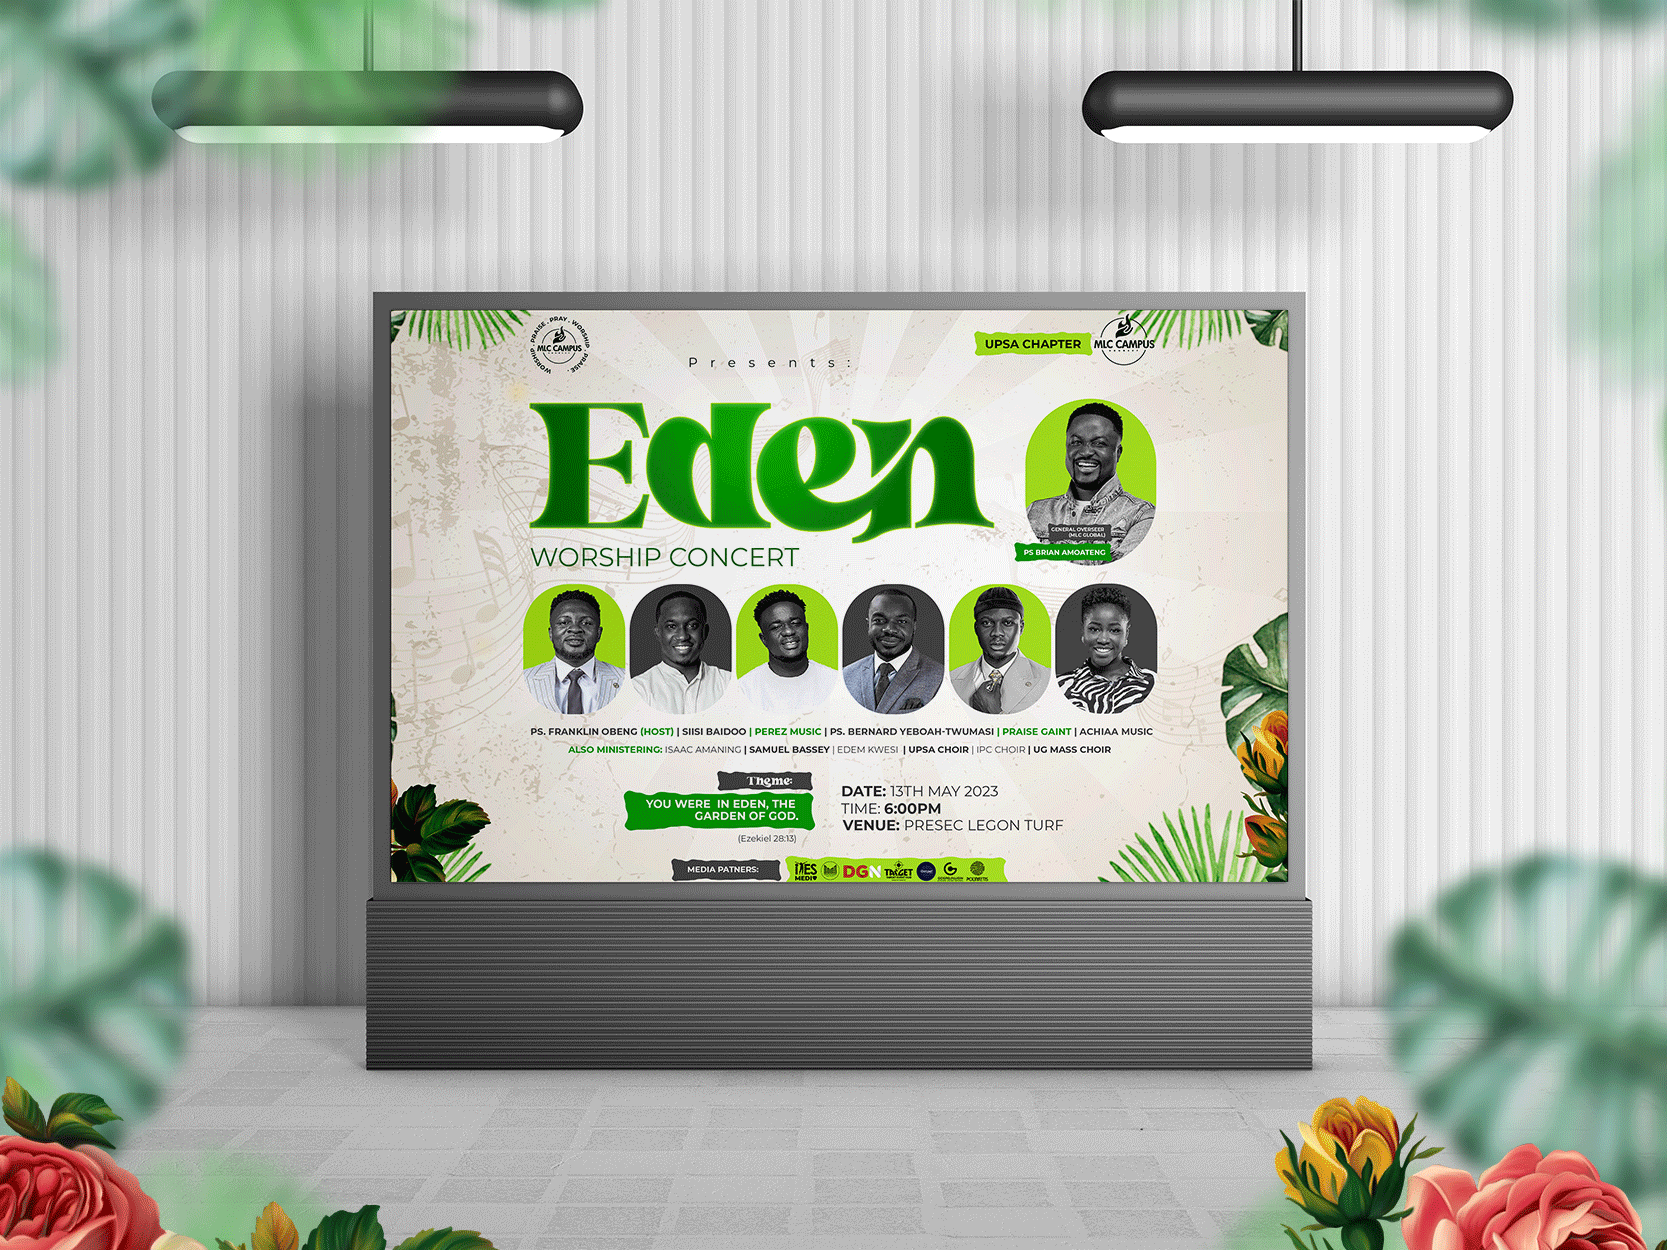 WORSHIP · PRAISE · PRAY · WORSHIP · PRAISE ·
MLC CAMPUS
Presents:
UPSA CHAPTER
MLC CAMPUS
Eden
WORSHIP CONCERT
GENERAL OVERSEER
(MLC GLOBAL)
PS BRIAN AMOATENG
PS. FRANKLIN OBENG (HOST) | SIISI BAIDOO | PEREZ MUSIC | PS. BERNARD YEBOAH-TWUMASI | PRAISE GAINT | ACHIAA MUSIC
ALSO MINISTERING: ISAAC AMANING | SAMUEL BASSEY | EDEM KWESI | UPSA CHOIR | IPC CHOIR | UG MASS CHOIR
Theme:
YOU WERE IN EDEN, THE
GARDEN OF GOD.
(Ezekiel 28:13)
DATE: 13TH MAY 2023
TIME: 6:00PM
VENUE: PRESEC LEGON TURF
MEDIA PATNERS:
DGN
TARGET